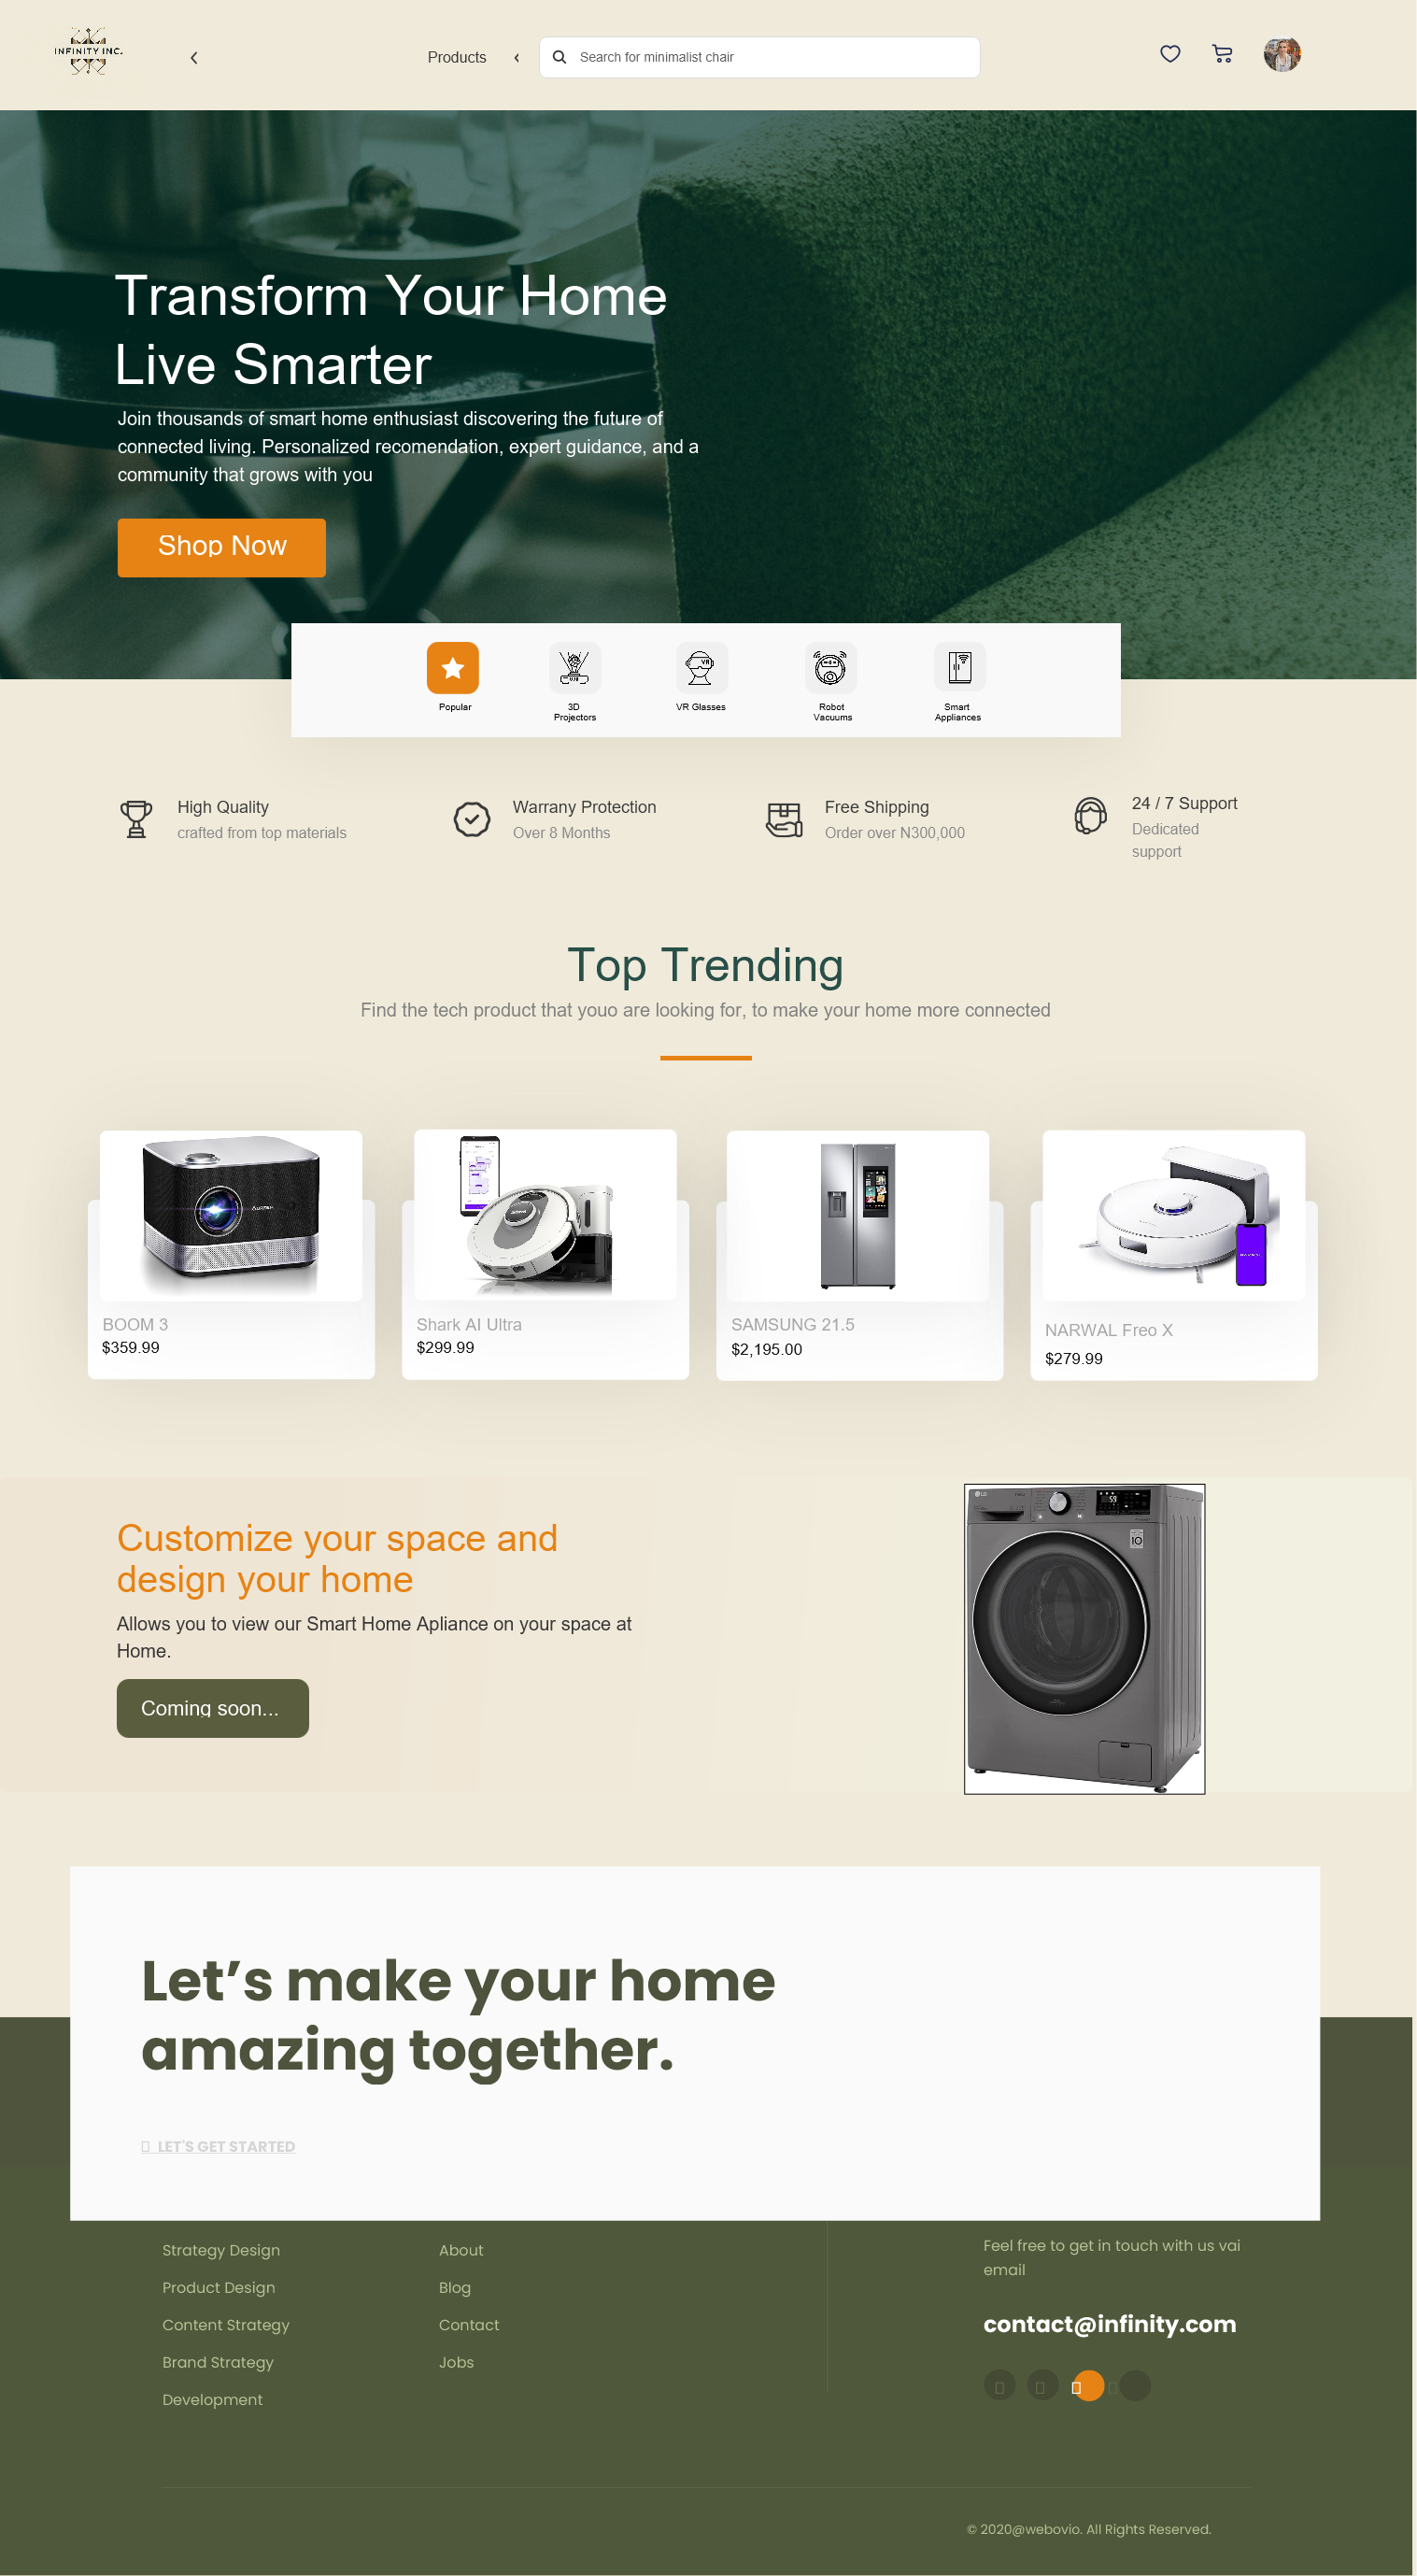 INFINITY INC.
Products
Search for minimalist chair
Transform Your Home
Live Smarter
Join thousands of smart home enthusiast discovering the future of
connected living. Personalized recomendation, expert guidance, and a
community that grows with you
Shop Now
Popular
3D
Projectors
VR
VR Glasses
Robot
Vacuums
Smart
Appliances
High Quality
crafted from top materials
Warrany Protection
Over 8 Months
Free Shipping
Order over N300,000
24 / 7 Support
Dedicated
support
Top Trending
Find the tech product that youo are looking for, to make your home more connected
BOOM 3
$359.99
Shark AI Ultra
$299.99
SAMSUNG 21.5
$2,195.00
NARWAL Freo X
$279.99
Customize your space and
design your home
Allows you to view our Smart Home Apliance on your space at
Home.
Coming soon...
LG
Let’s make your home
amazing together.
LET'S GET STARTED
Strategy Design
Product Design
Content Strategy
Brand Strategy
Development
About
Blog
Contact
Jobs
Feel free to get in touch with us vai
email
contact@infinity.com
© 2020@webovio. All Rights Reserved.